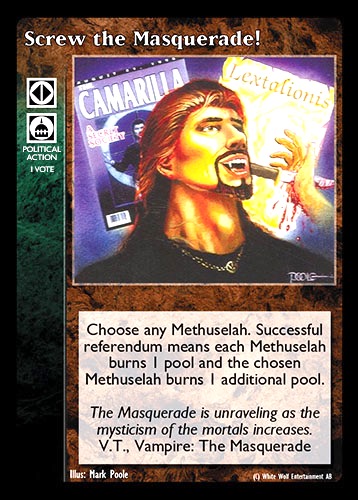 Screw the Masquerade!
CAMARILLA
Lextalionis
POLITICAL
ACTION
1 VOTE
POOLE
Choose any Methuselah. Successful
referendum means each Methuselah
burns 1 pool and the chosen
Methuselah burns 1 additional pool.
The Masquerade is unraveling as the
mysticism of the mortals increases.
V.T., Vampire: The Masquerade
Illus: Mark Poole
(C) White Wolf Entertainment AB